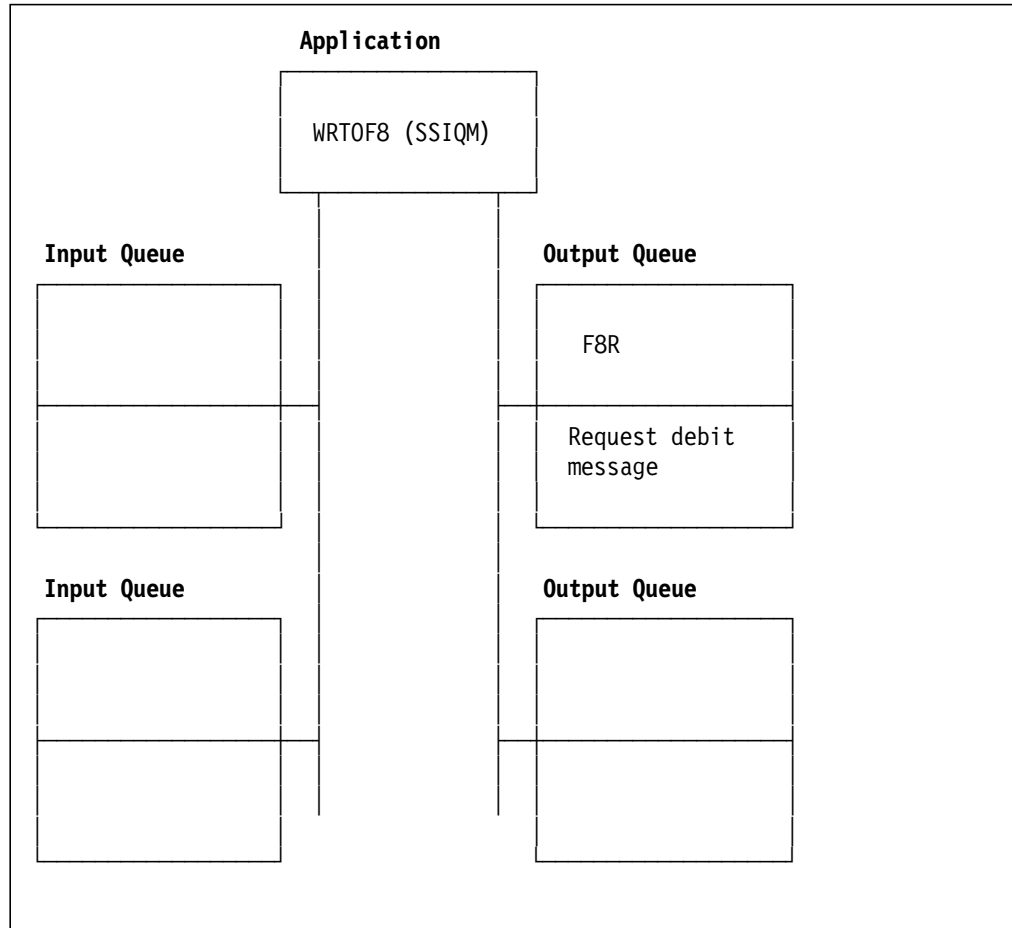 Application
WRTOF8 (SSIQM)
Input Queue
Output Queue
F8R
Request debit
message
Input Queue
Output Queue